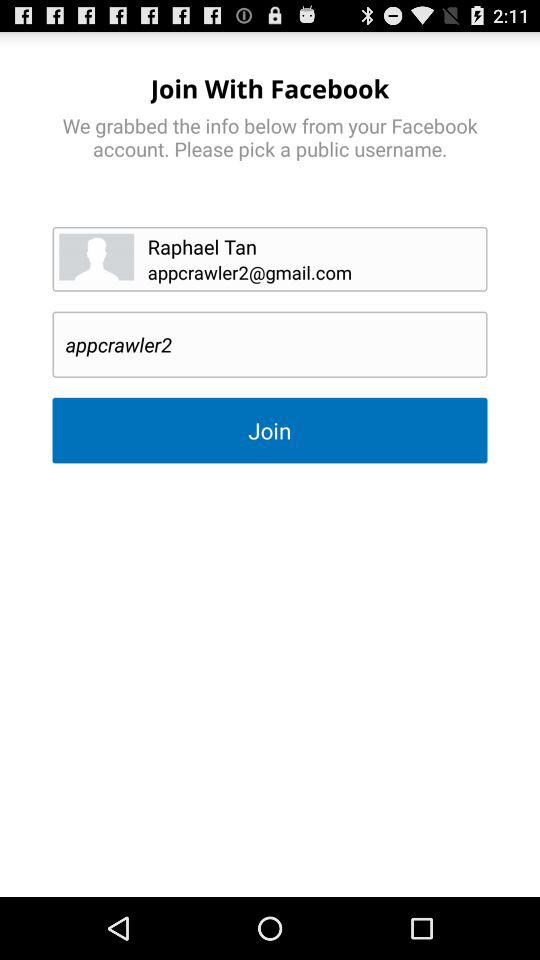 2:11
Join With Facebook
We grabbed the info below from your Facebook
account. Please pick a public username.
Raphael Tan
appcrawler2@gmail.com
appcrawler2
Join